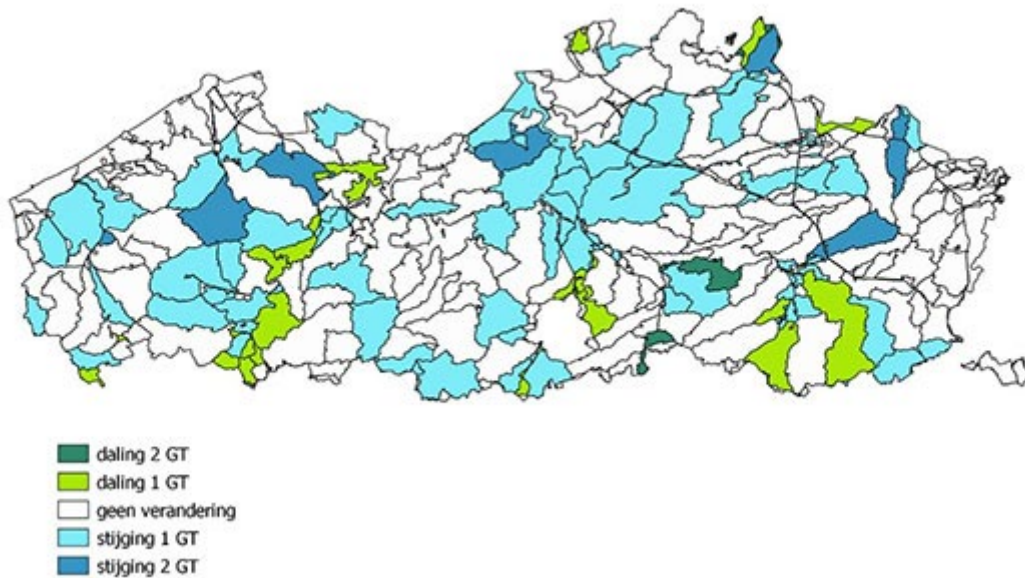 daling 2 GT
daling 1 GT
geen verandering
stijging 1 GT
stijging 2 GT